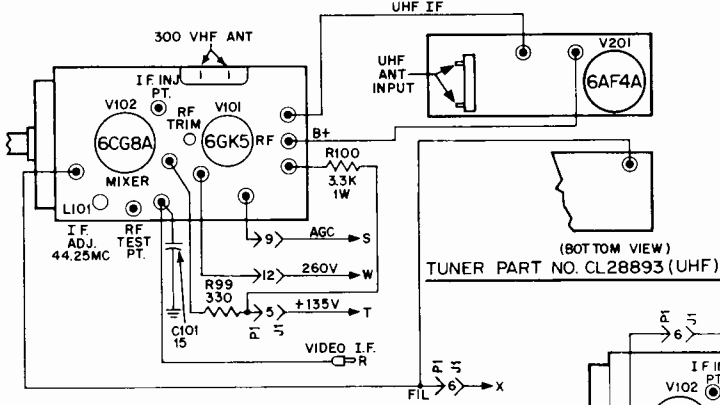 UHF IF
300 VHF ANT
V201
6AF4A
UHF
ANT
INPUT
I.F. INJ
PT.
V102
RF
TRIM
V101
6CG8A
6GK5
RF
B+
MIXER
R100
3.3K
1W
L101
I F.
ADJ.
44.25MC
RF
TEST
PT.
9
AGC
S
12
260V
W
R99
330
5
+135V
T
P1
J1
C101
15
VIDEO I.F.
R
FIL
P1
J1
6
X
(BOTTOM VIEW)
TUNER PART NO. CL28893 (UHF)
P1
J1
6
I F I
PT
V102